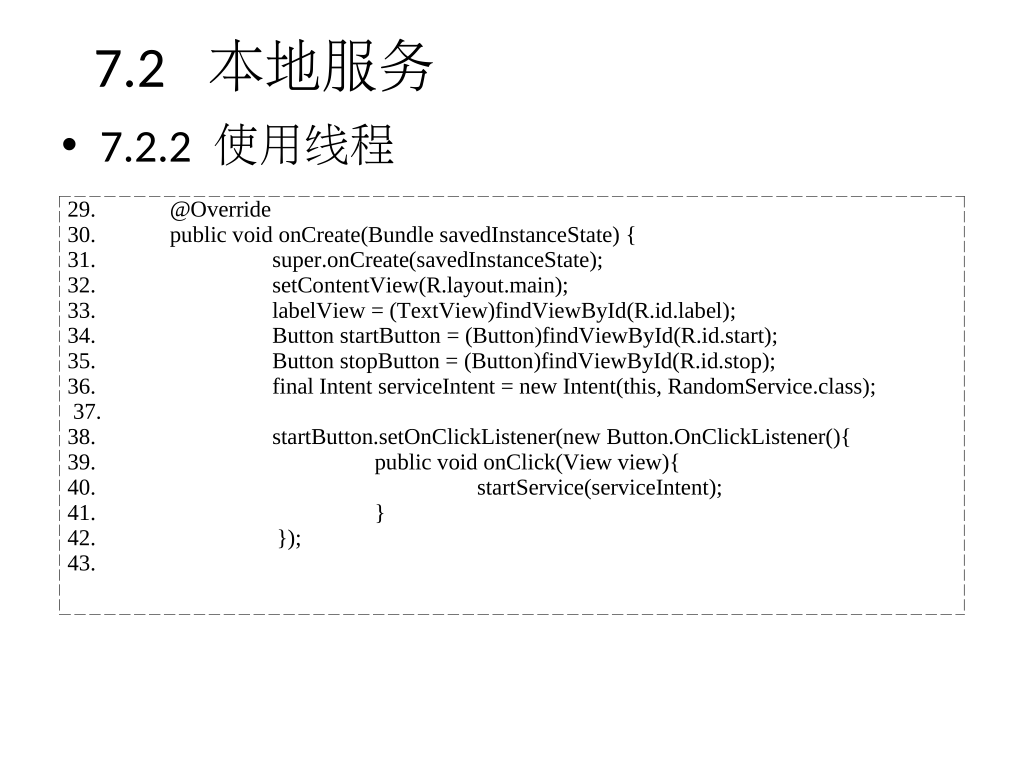 7.2 本地服务
• 7.2.2 使用线程
29. @Override
30. public void onCreate(Bundle savedInstanceState) {
31. super.onCreate(savedInstanceState);
32. setContentView(R.layout.main);
33. labelView = (TextView)findViewById(R.id.label);
34. Button startButton = (Button)findViewById(R.id.start);
35. Button stopButton = (Button)findViewById(R.id.stop);
36. final Intent serviceIntent = new Intent(this, RandomService.class);
37.
38. startButton.setOnClickListener(new Button.OnClickListener(){
39. public void onClick(View view){
40. startService(serviceIntent);
41. }
42. });
43.